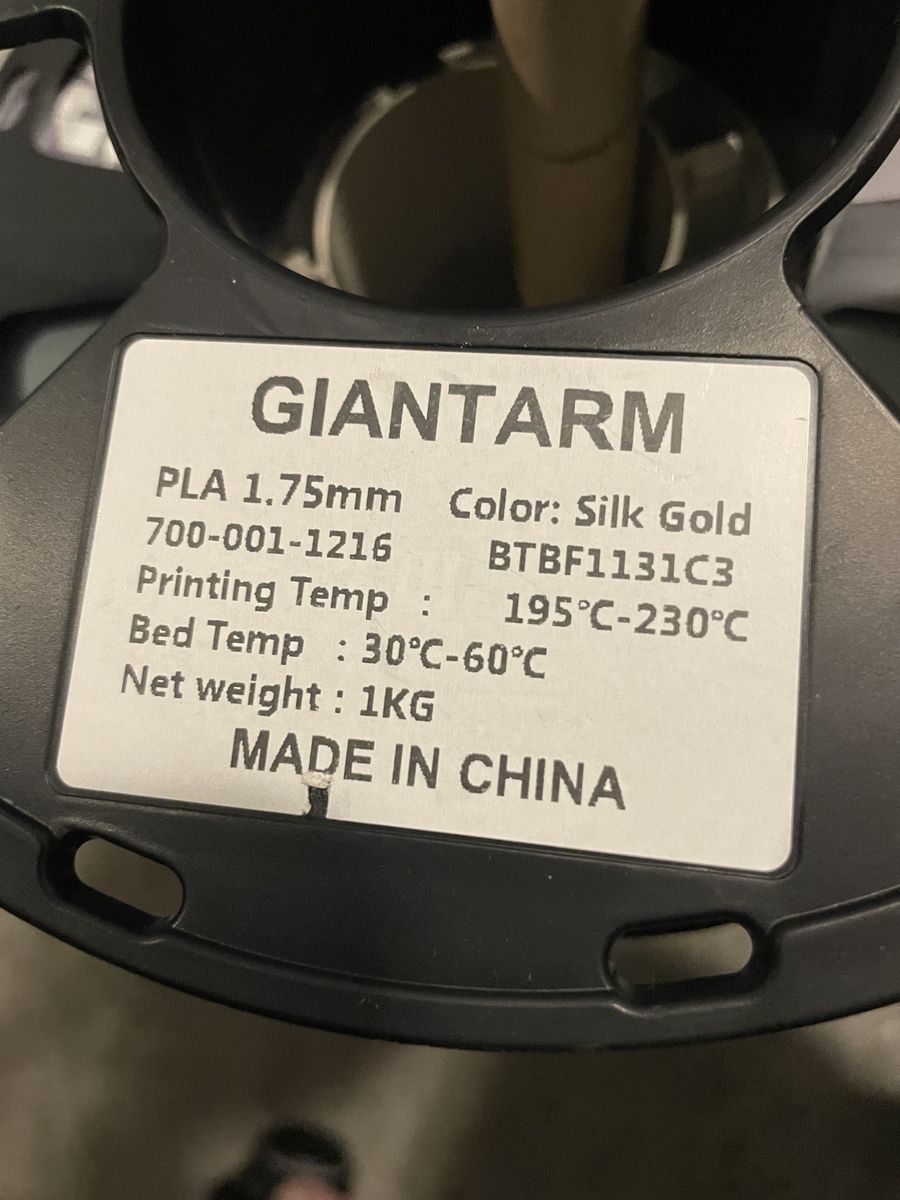 GIANTARM
PLA 1.75mm Color: Silk Gold
700-001-1216 BTBF1131C3
Printing Temp : 195°C-230°C
Bed Temp : 30°C-60°C
Net weight : 1KG
MADE IN CHINA